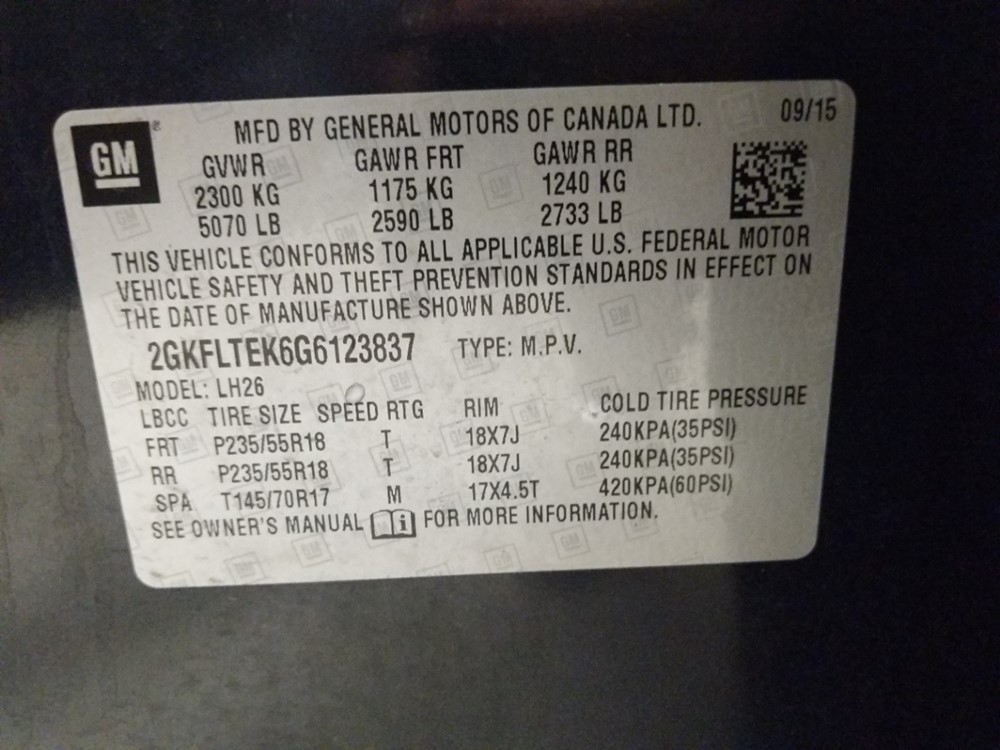 GM ® MFD BY GENERAL MOTORS OF CANADA LTD. 09/15
GVWR GAWR FRT GAWR RR
2300 KG 1175 KG 1240 KG
5070 LB 2590 LB 2733 LB
THIS VEHICLE CONFORMS TO ALL APPLICABLE U.S. FEDERAL MOTOR
VEHICLE SAFETY AND THEFT PREVENTION STANDARDS IN EFFECT ON
THE DATE OF MANUFACTURE SHOWN ABOVE.
2GKFLTEK6G6123837 TYPE: M.P.V.
MODEL: LH26
LBCC TIRE SIZE SPEED RTG RIM COLD TIRE PRESSURE
FRT P235/55R18 T 18X7J 240KPA(35PSI)
RR P235/55R18 T 18X7J 240KPA(35PSI)
SPA T145/70R17 M 17X4.5T 420KPA(60PSI)
SEE OWNER'S MANUAL i FOR MORE INFORMATION.